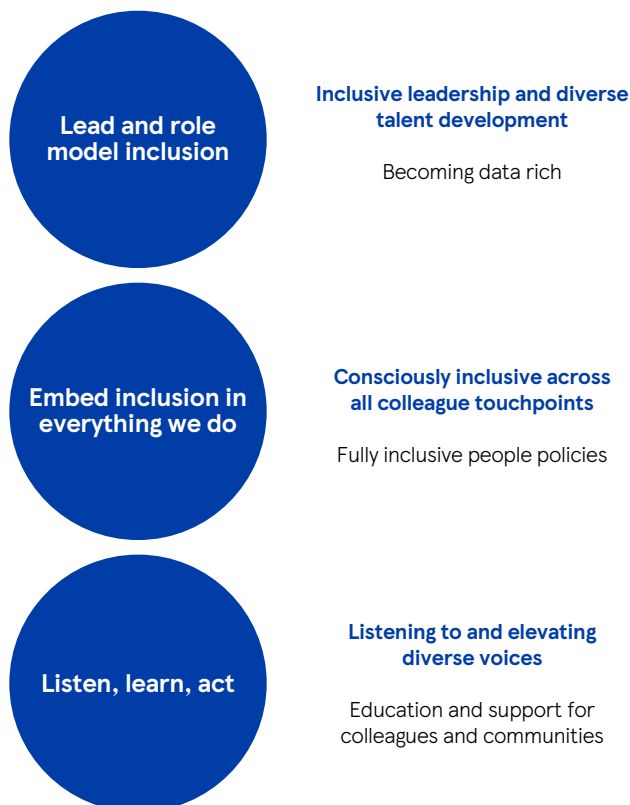 Lead and role
model inclusion
Inclusive leadership and diverse
talent development
Becoming data rich
Embed inclusion in
everything we do
Consciously inclusive across
all colleague touchpoints
Fully inclusive people policies
Listen, learn, act
Listening to and elevating
diverse voices
Education and support for
colleagues and communities